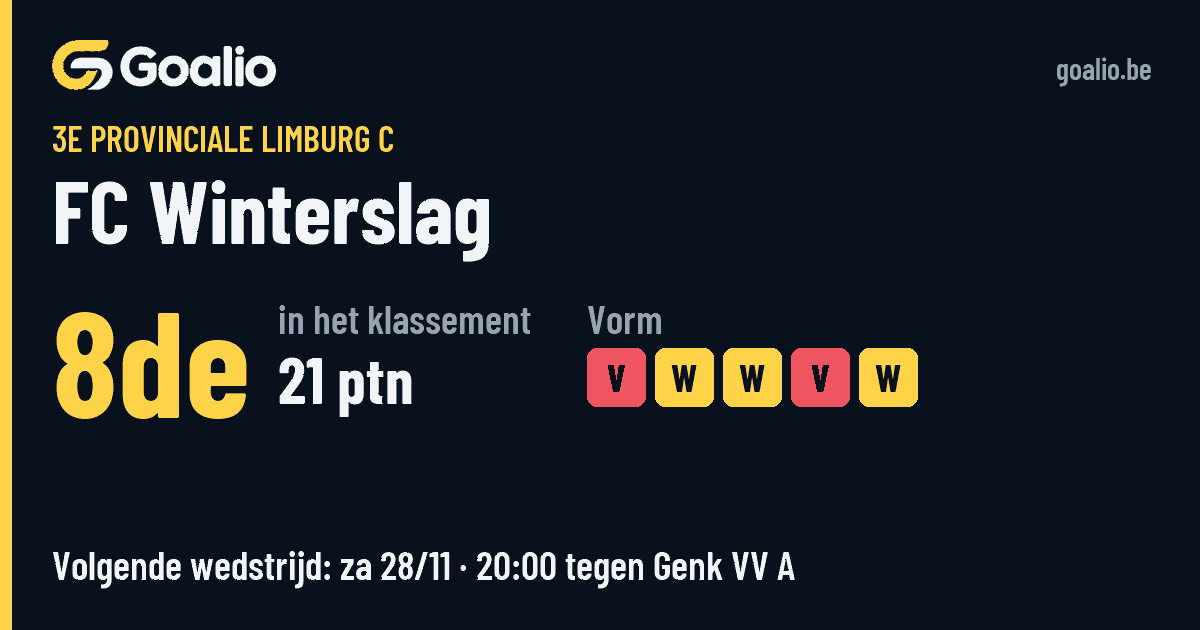 Goalio
goalio.be
3E PROVINCIALE LIMBURG C
FC Winterslag
8de
in het klassement
21 ptn
Vorm
V W W V W
Volgende wedstrijd: za 28/11 · 20:00 tegen Genk VV A